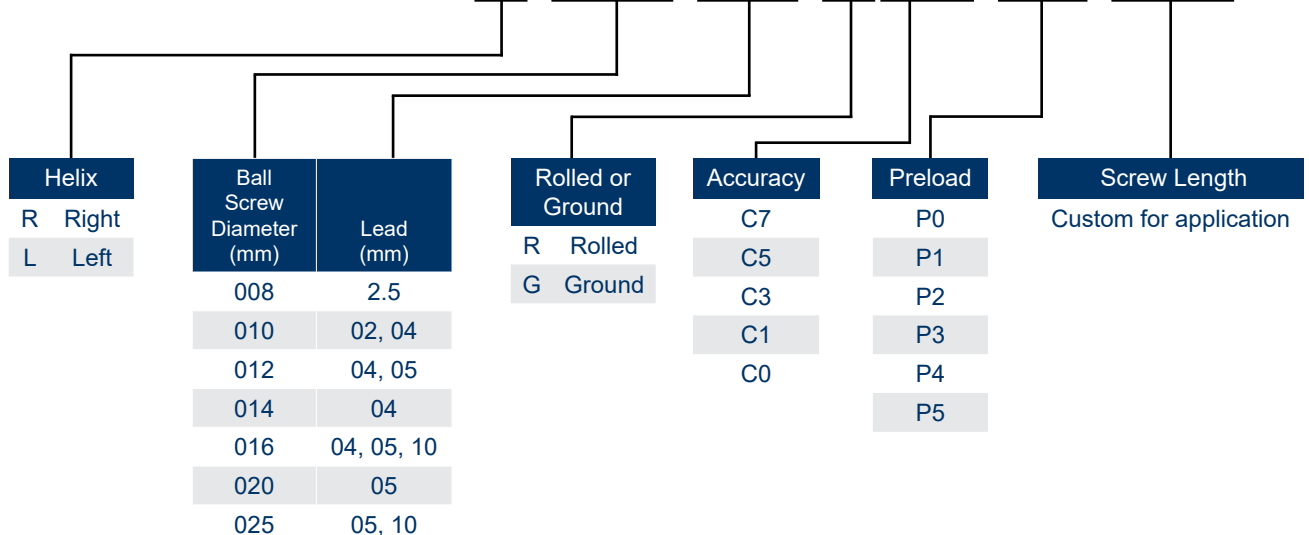 Helix
R Right
L Left
Ball Screw Diameter (mm) Lead (mm)
008 2.5
010 02, 04
012 04, 05
014 04
016 04, 05, 10
020 05
025 05, 10
Rolled or
Ground
R Rolled
G Ground
Accuracy
C7
C5
C3
C1
C0
Preload
P0
P1
P2
P3
P4
P5
Screw Length
Custom for application